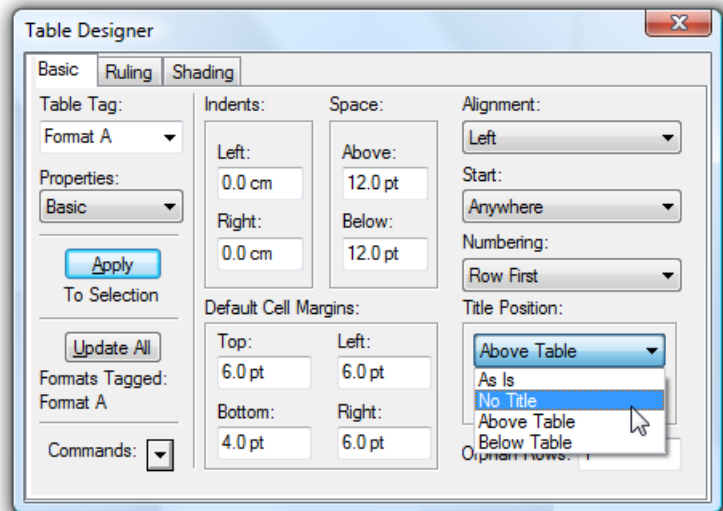 Table Designer
Basic
Ruling
Shading
Table Tag:
Format A
Properties:
Basic
Apply
To Selection
Update All
Formats Tagged:
Format A
Commands:
Indents:
Left:
0.0 cm
Right:
0.0 cm
Space:
Above:
12.0 pt
Below:
12.0 pt
Default Cell Margins:
Top:
6.0 pt
Left:
6.0 pt
Bottom:
4.0 pt
Right:
6.0 pt
Alignment:
Left
Start:
Anywhere
Numbering:
Row First
Title Position:
Above Table
As Is
No Title
Above Table
Below Table
Orphan Rows: